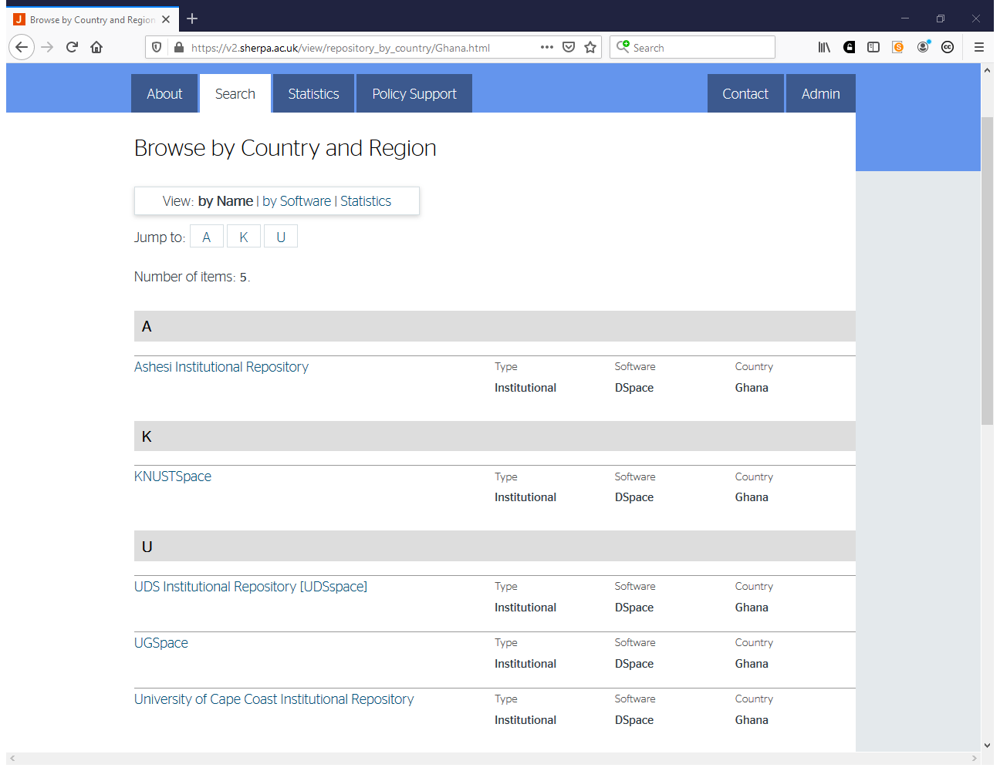 J Browse by Country and Region
https://v2.sherpa.ac.uk/view/repository_by_country/Ghana.html
Search
About Search Statistics Policy Support Contact Admin
Browse by Country and Region
View: by Name | by Software | Statistics
Jump to: A K U
Number of items: 5.
A
Ashesi Institutional Repository Type Software Country
Institutional DSpace Ghana
K
KNUSTSpace Type Software Country
Institutional DSpace Ghana
U
UDS Institutional Repository [UDSspace] Type Software Country
Institutional DSpace Ghana
UGSpace Type Software Country
Institutional DSpace Ghana
University of Cape Coast Institutional Repository Type Software Country
Institutional DSpace Ghana